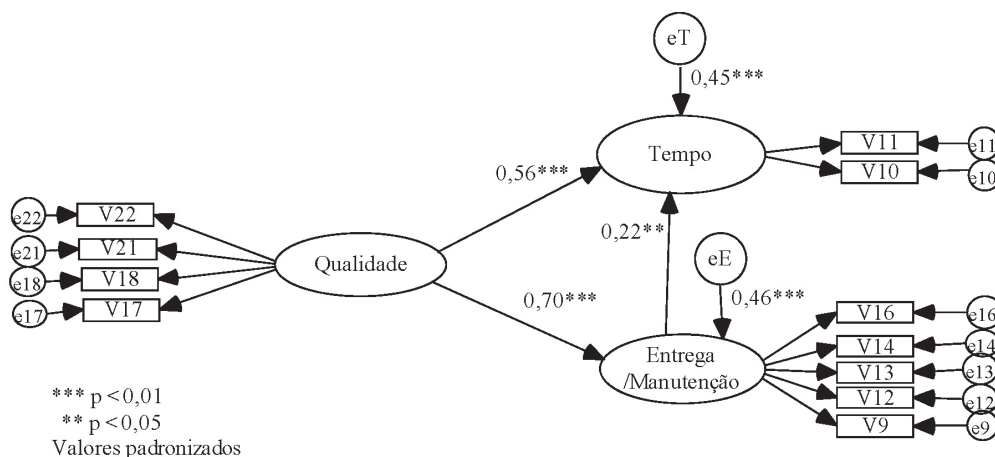 eT
0,45***
Tempo
V11
e11
V10
e10
0,56***
e22
V22
e21
V21
e18
V18
e17
V17
Qualidade
0,22**
eE
0,70***
0,46***
Entrega
/Manutenção
V16
e16
V14
e14
V13
e13
V12
e12
V9
e9
*** p <0,01
** p <0,05
Valores padronizados